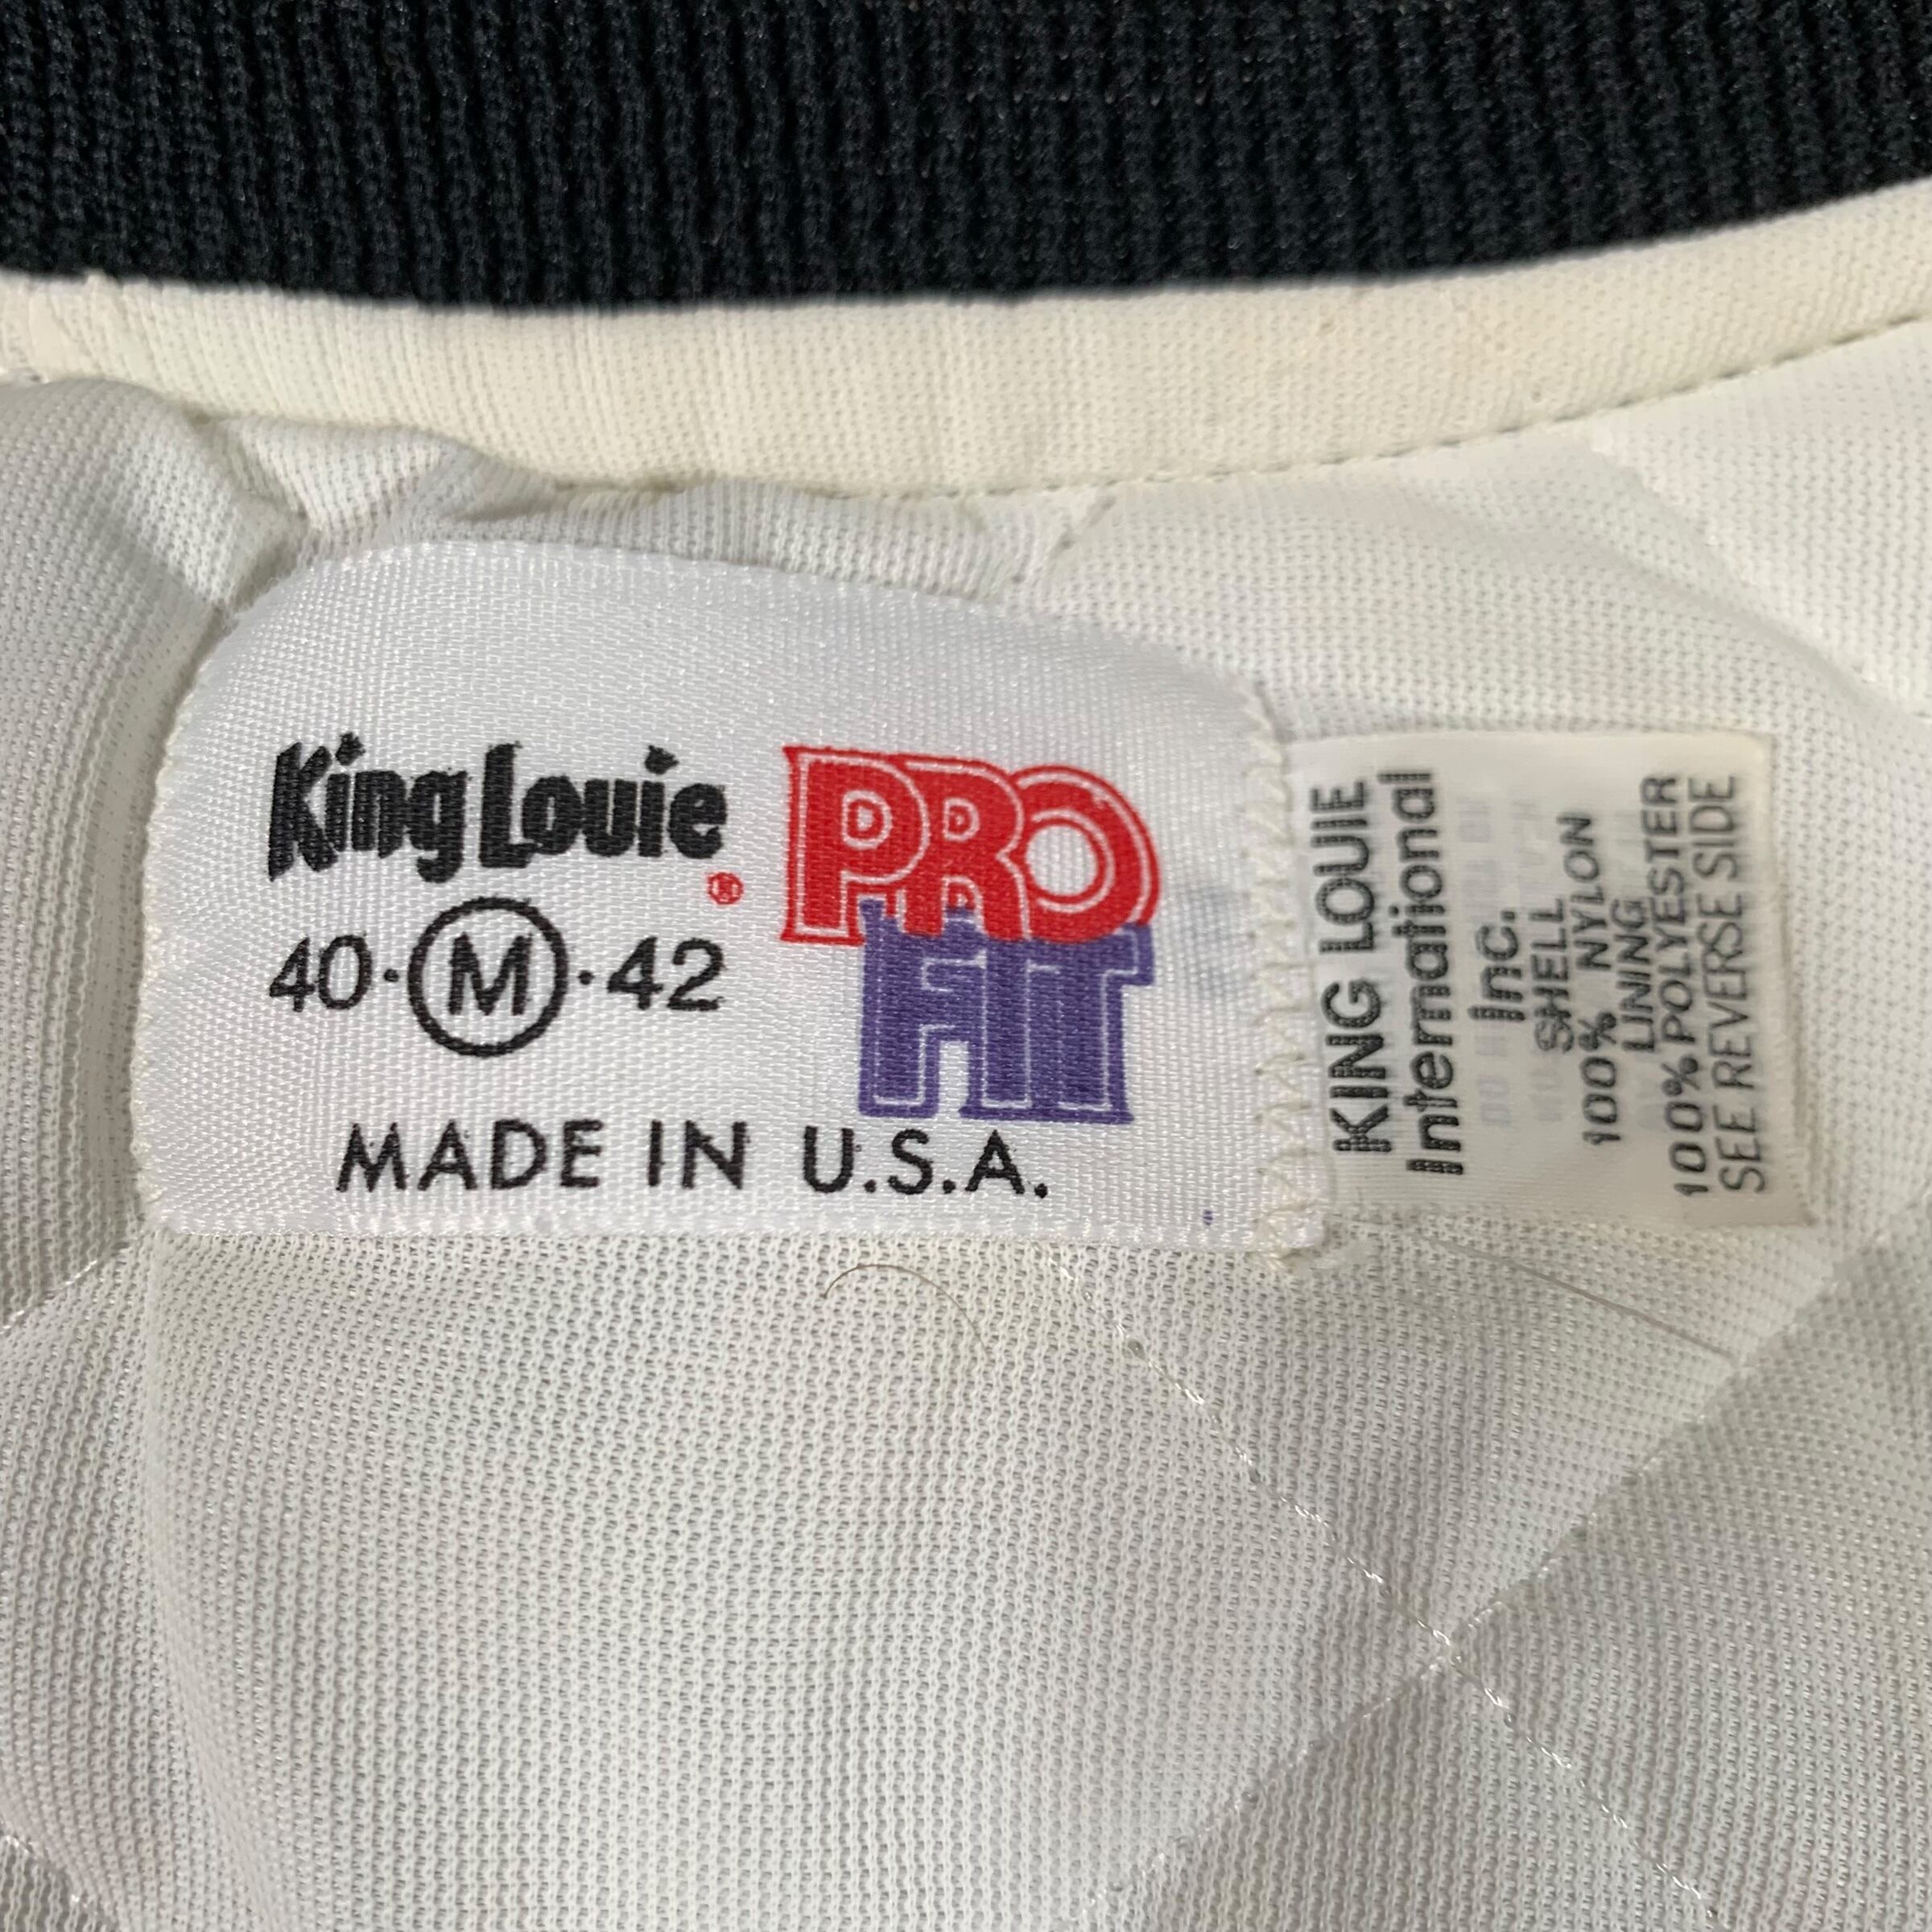 King Louie ®
PRO
FIT
40·M·42
MADE IN U.S.A.
KING LOUIE
International
Inc.
SHELL
100% NYLON
LINING
100% POLYESTER
SEE REVERSE SIDE